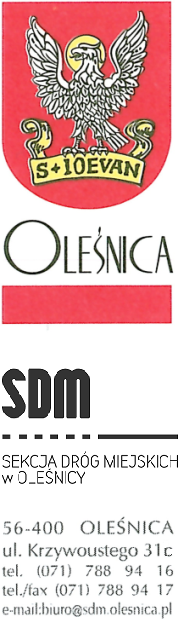 S+IOEVAN
OLEŚNICA
SDM
SEKCJA DRÓG MIEJSKICH
W OLEŚNICY
56-400 OLEŚNICA
ul. Krzywoustego 31c
tel. (071) 788 94 16
tel./fax (071) 788 94 17
e-mail:biuro@sdm.olesnica.pl